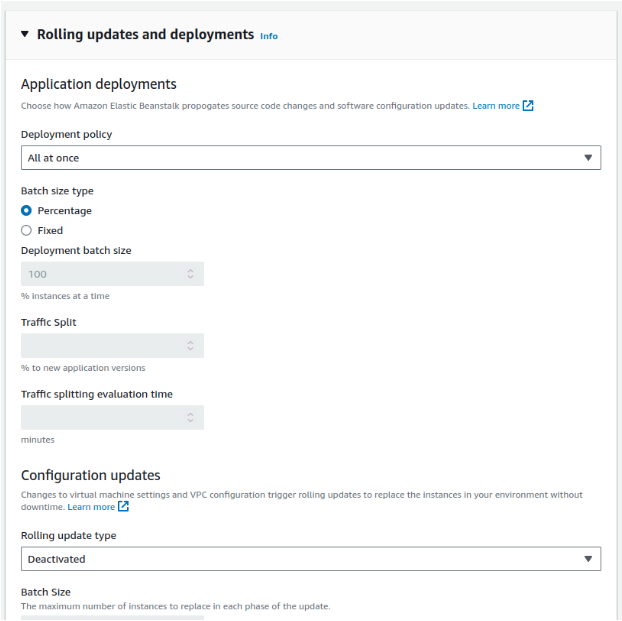 Rolling updates and deployments Info
Application deployments
Choose how Amazon Elastic Beanstalk propogates source code changes and software configuration updates. Learn more
Deployment policy
All at once
Batch size type
Percentage
Fixed
Deployment batch size
100
% instances at a time
Traffic Split
% to new application versions
Traffic splitting evaluation time
minutes
Configuration updates
Changes to virtual machine settings and VPC configuration trigger rolling updates to replace the instances in your environment without
downtime. Learn more
Rolling update type
Deactivated
Batch Size
The maximum number of instances to replace in each phase of the update.